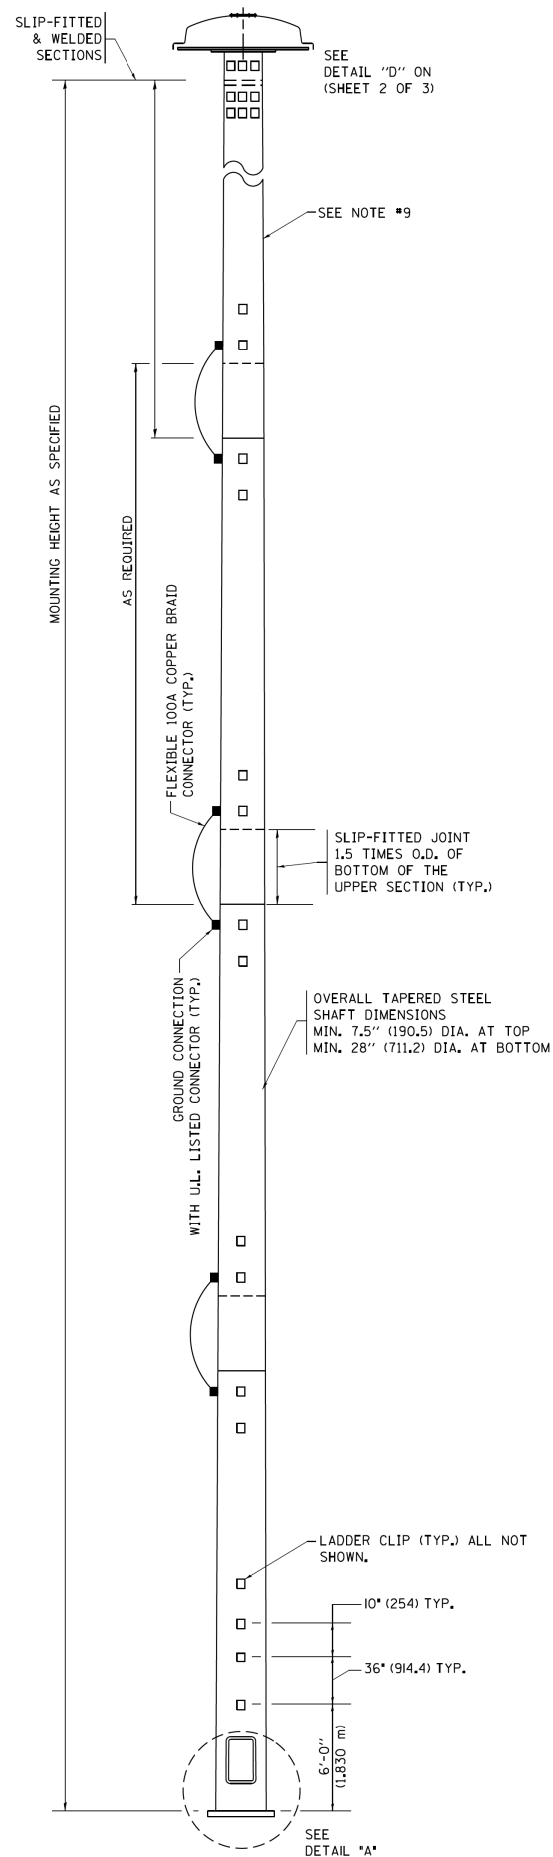 SLIP-FITTED
& WELDED
SECTIONS
SEE
DETAIL "D" ON
(SHEET 2 OF 3)
SEE NOTE #9
MOUNTING HEIGHT AS SPECIFIED
AS REQUIRED
FLEXIBLE 100A COPPER BRAID
CONNECTOR (TYP.)
SLIP-FITTED JOINT
1.5 TIMES O.D. OF
BOTTOM OF THE
UPPER SECTION (TYP.)
GROUND CONNECTION
WITH U.L. LISTED CONNECTOR (TYP.)
OVERALL TAPERED STEEL
SHAFT DIMENSIONS
MIN. 7.5" (190.5) DIA. AT TOP
MIN. 28" (711.2) DIA. AT BOTTOM
LADDER CLIP (TYP.) ALL NOT
SHOWN.
10" (254) TYP.
36" (914.4) TYP.
6'-0"
(1.830 m)
SEE
DETAIL "A"